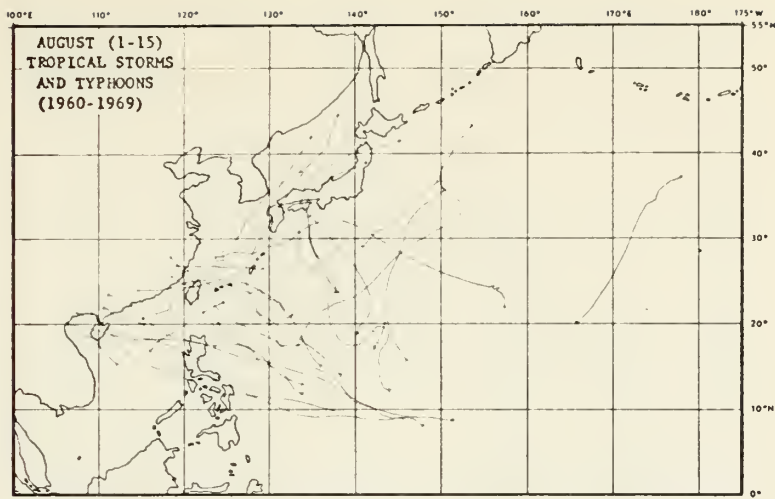 100°E 110° 120° 130° 140° 150°E 160° 170°E 180° 175°W
AUGUST (1-15)
TROPICAL STORMS
AND TYPHOONS
(1960-1969)
55°N
50°
40°
30°
20°
10°N
0°